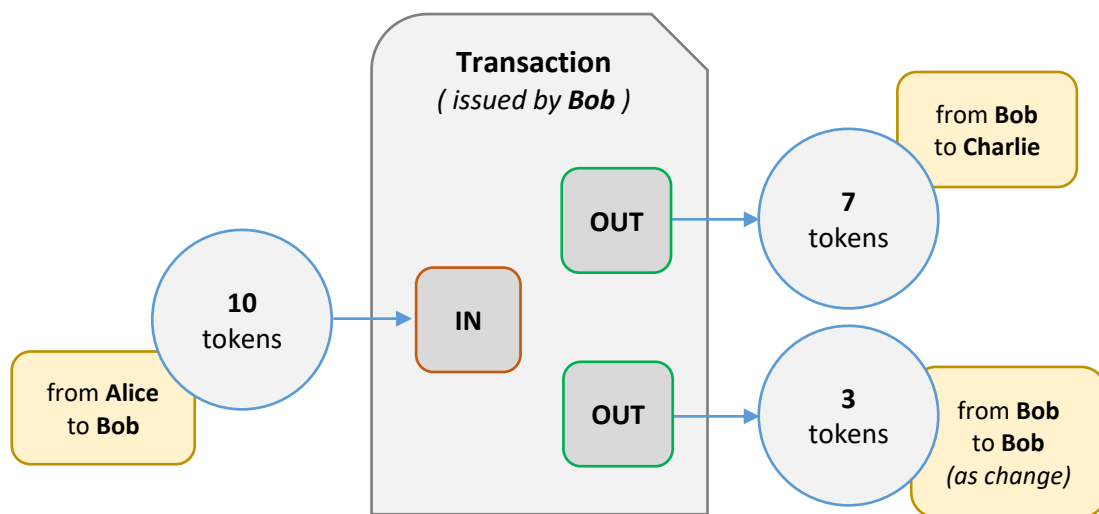 Transaction
( issued by Bob )
from Bob
to Charlie
7
tokens
OUT
10
tokens
IN
from Alice
to Bob
OUT
3
tokens
from Bob
to Bob
(as change)